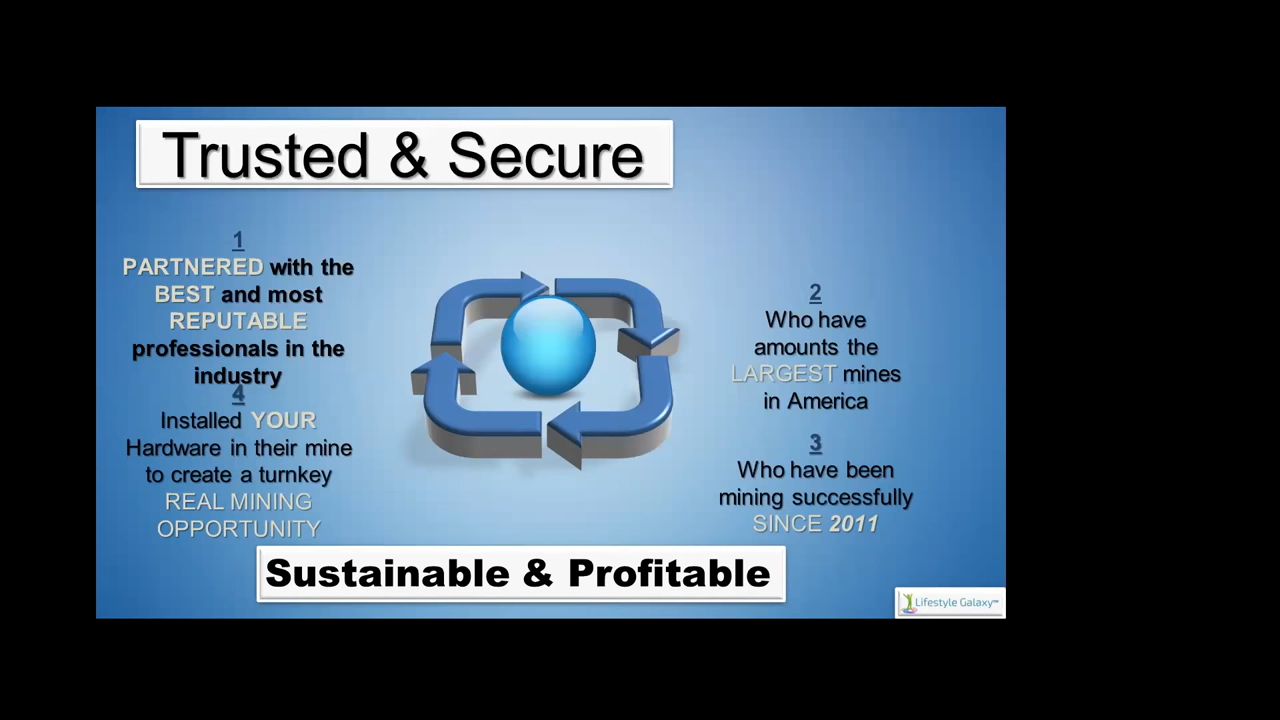 Trusted & Secure
1
PARTNERED with the
BEST and most
REPUTABLE
professionals in the
industry
2
Who have
amounts the
LARGEST mines
in America
3
Who have been
mining successfully
SINCE 2011
4
Installed YOUR
Hardware in their mine
to create a turnkey
REAL MINING
OPPORTUNITY
Sustainable & Profitable
Lifestyle Galaxy